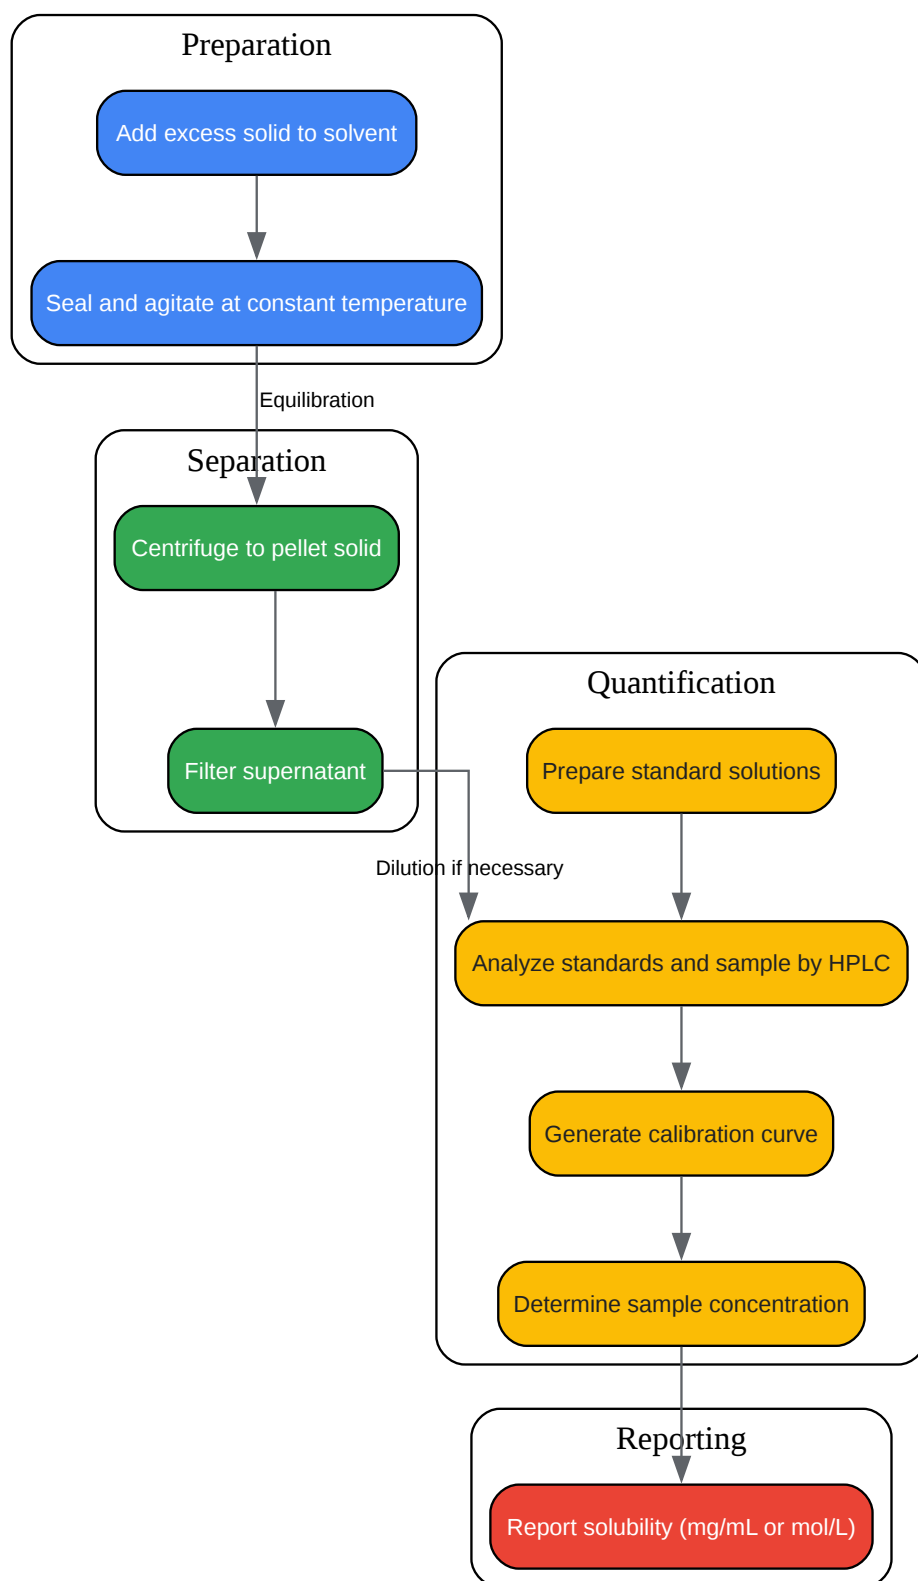 Preparation
Add excess solid to solvent
Seal and agitate at constant temperature
Equilibration
Separation
Centrifuge to pellet solid
Filter supernatant
Quantification
Prepare standard solutions
Dilution if necessary
Analyze standards and sample by HPLC
Generate calibration curve
Determine sample concentration
Reporting
Report solubility (mg/mL or mol/L)